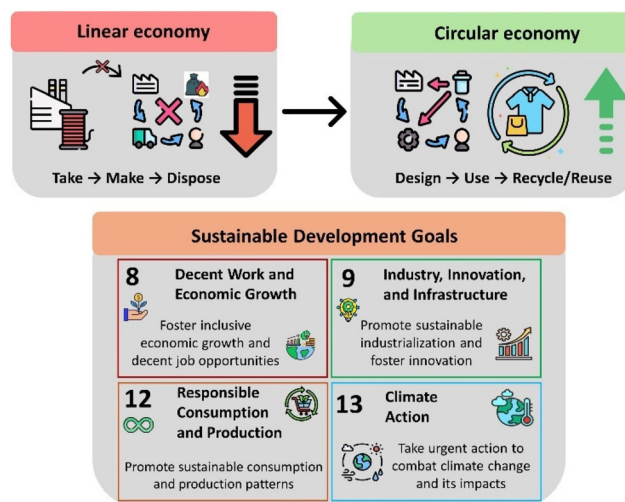 Linear economy
Take → Make → Dispose
Circular economy
Design → Use → Recycle/Reuse
Sustainable Development Goals
8
Decent Work and
Economic Growth
Foster inclusive
economic growth and
decent job opportunities
9
Industry, Innovation,
and Infrastructure
Promote sustainable
industrialization and
foster innovation
12
Responsible
Consumption
and Production
Promote sustainable consumption
and production patterns
13
Climate
Action
Take urgent action to
combat climate change
and its impacts